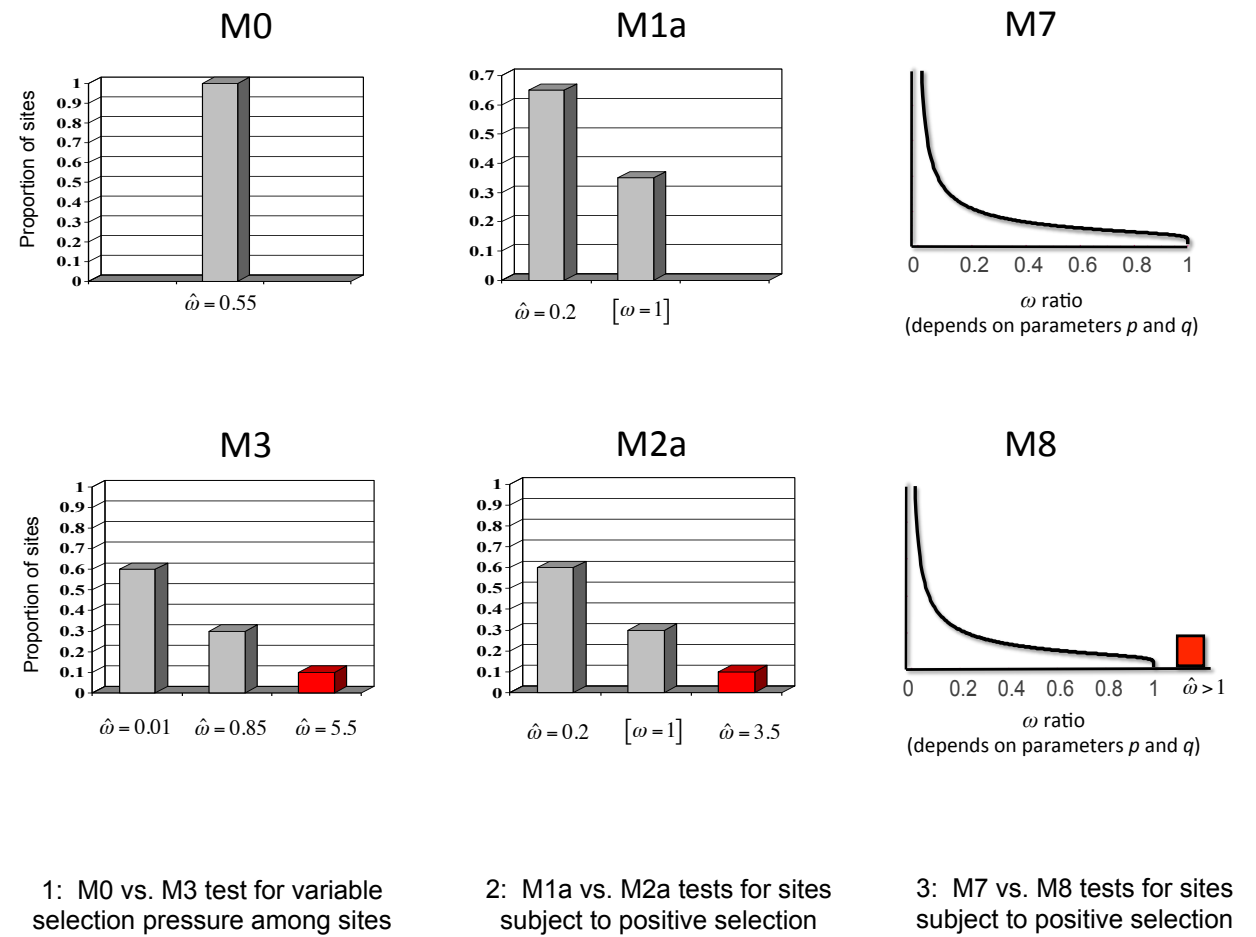 M0
Proportion of sites
1
0.9
0.8
0.7
0.6
0.5
0.4
0.3
0.2
0.1
0
ω̂ = 0.55
M1a
0.7
0.6
0.5
0.4
0.3
0.2
0.1
0
ω̂ = 0.2 [ω = 1]
M7
0 0.2 0.4 0.6 0.8 1
ω ratio
(depends on parameters p and q)
M3
Proportion of sites
1
0.9
0.8
0.7
0.6
0.5
0.4
0.3
0.2
0.1
0
ω̂ = 0.01 ω̂ = 0.85 ω̂ = 5.5
M2a
1
0.9
0.8
0.7
0.6
0.5
0.4
0.3
0.2
0.1
0
ω̂ = 0.2 [ω = 1] ω̂ = 3.5
M8
0 0.2 0.4 0.6 0.8 1 ω̂ > 1
ω ratio
(depends on parameters p and q)
1: M0 vs. M3 test for variable
selection pressure among sites
2: M1a vs. M2a tests for sites
subject to positive selection
3: M7 vs. M8 tests for sites
subject to positive selection